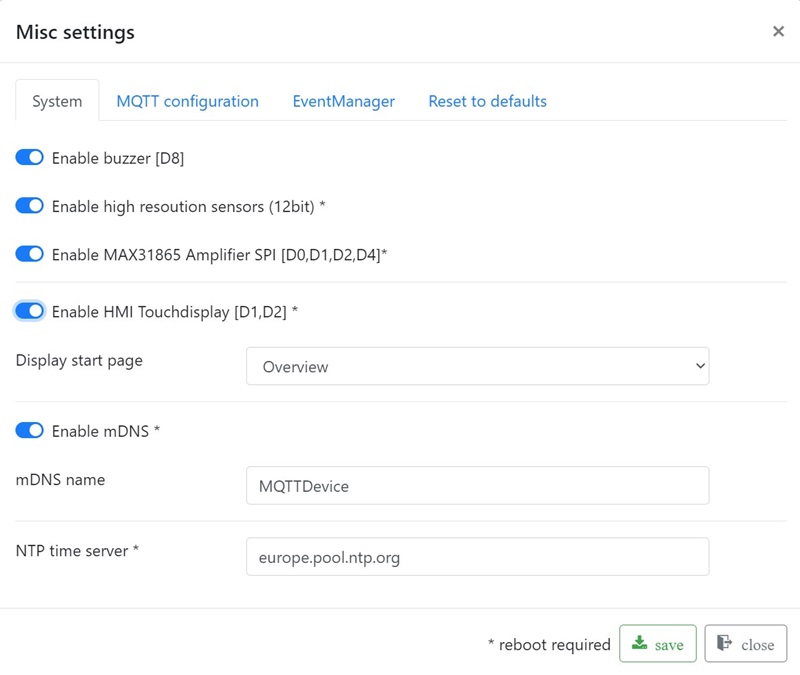 Misc settings ×
System MQTT configuration EventManager Reset to defaults
Enable buzzer [D8]
Enable high resoution sensors (12bit) *
Enable MAX31865 Amplifier SPI [D0,D1,D2,D4]*
Enable HMI Touchdisplay [D1,D2] *
Display start page Overview
Enable mDNS *
mDNS name MQTTDevice
NTP time server * europe.pool.ntp.org
* reboot required save close